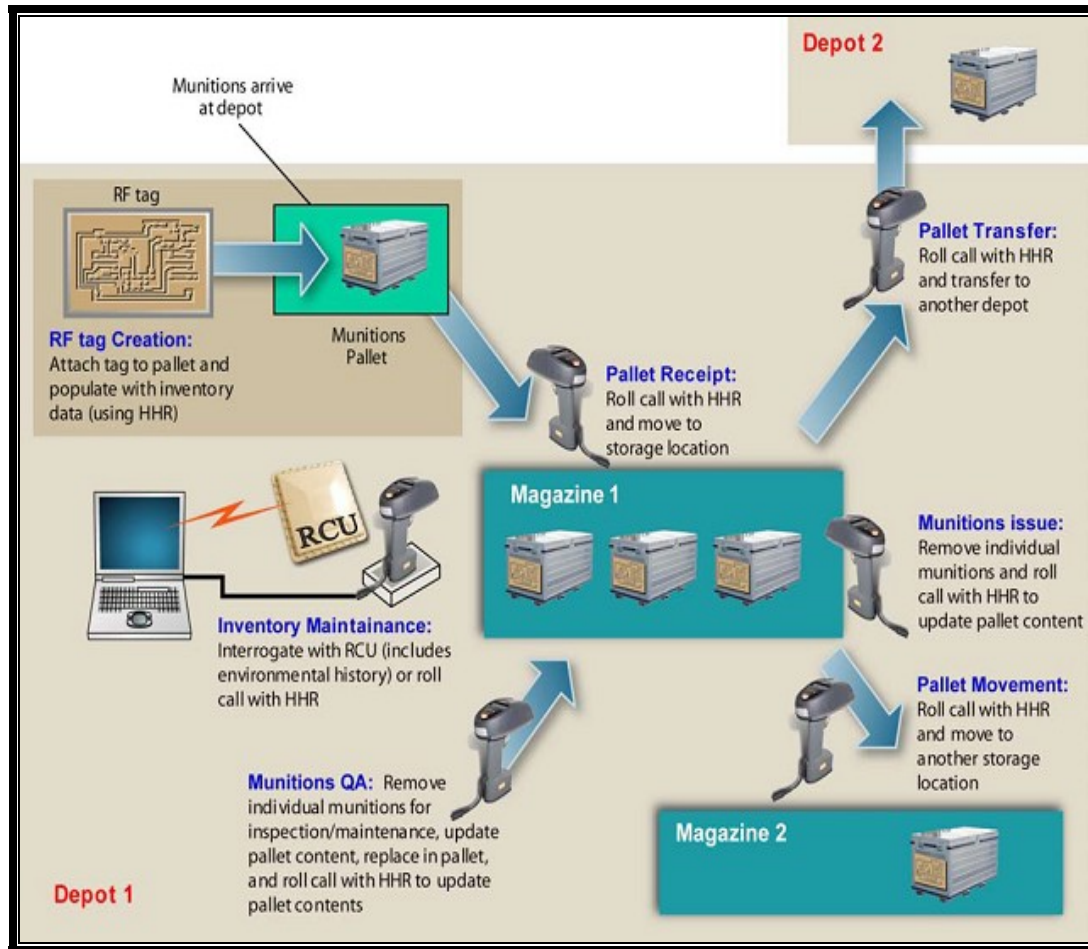 Depot 2
Munitions arrive
at depot
RF tag
RF tag Creation:
Attach tag to pallet and
populate with inventory
data (using HHR)
Munitions
Pallet
Pallet Transfer:
Roll call with HHR
and transfer to
another depot
Pallet Receipt:
Roll call with HHR
and move to
storage location
Magazine 1
RCU
Inventory Maintainance:
Interrogate with RCU (includes
environmental history) or roll
call with HHR
Munitions issue:
Remove individual
munitions and roll
call with HHR to
update pallet content
Pallet Movement:
Roll call with HHR
and move to
another storage
location
Munitions QA: Remove
individual munitions for
inspection/maintenance, update
pallet content, replace in pallet,
and roll call with HHR to update
pallet contents
Magazine 2
Depot 1